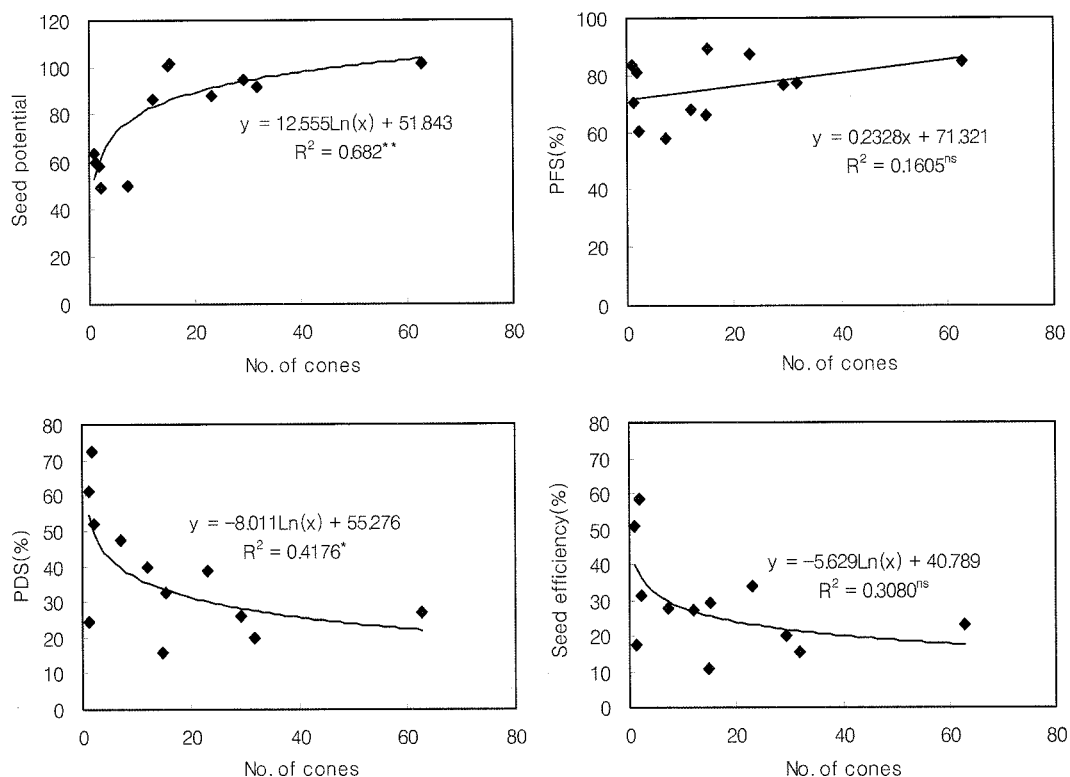 120
100
80
60
40
20
0
Seed potential
y = 12.555Ln(x) + 51.843
R² = 0.682**
0 20 40 60 80
No. of cones
100
80
60
40
20
0
PFS(%)
y = 0.2328x + 71.321
R² = 0.1605ns
0 20 40 60 80
No. of cones
80
70
60
50
40
30
20
10
0
PDS(%)
y = -8.011Ln(x) + 55.276
R² = 0.4176*
0 20 40 60 80
No. of cones
80
70
60
50
40
30
20
10
0
Seed efficiency(%)
y = -5.629Ln(x) + 40.789
R² = 0.3080ns
0 20 40 60 80
No. of cones